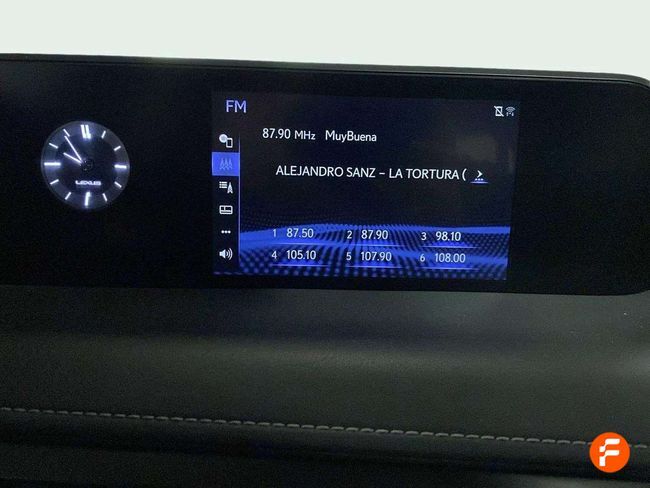 FM
87.90 MHz MuyBuena
ALEJANDRO SANZ – LA TORTURA (
1 87.50 2 87.90 3 98.10
4 105.10 5 107.90 6 108.00
LEXUS